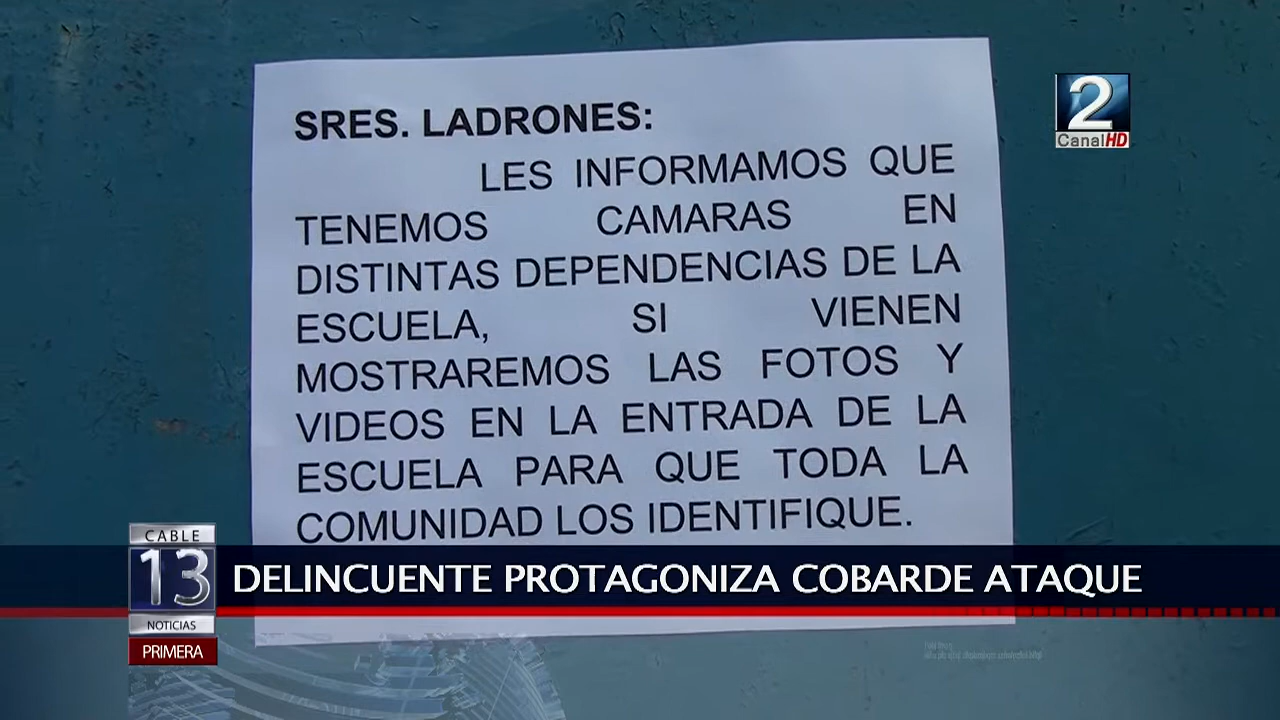 SRES. LADRONES:
LES INFORMAMOS QUE
TENEMOS CAMARAS EN
DISTINTAS DEPENDENCIAS DE LA
ESCUELA, SI VIENEN
MOSTRAREMOS LAS FOTOS Y
VIDEOS EN LA ENTRADA DE LA
ESCUELA PARA QUE TODA LA
COMUNIDAD LOS IDENTIFIQUE.
2
CanalHD
CABLE
13
NOTICIAS
PRIMERA
DELINCUENTE PROTAGONIZA COBARDE ATAQUE